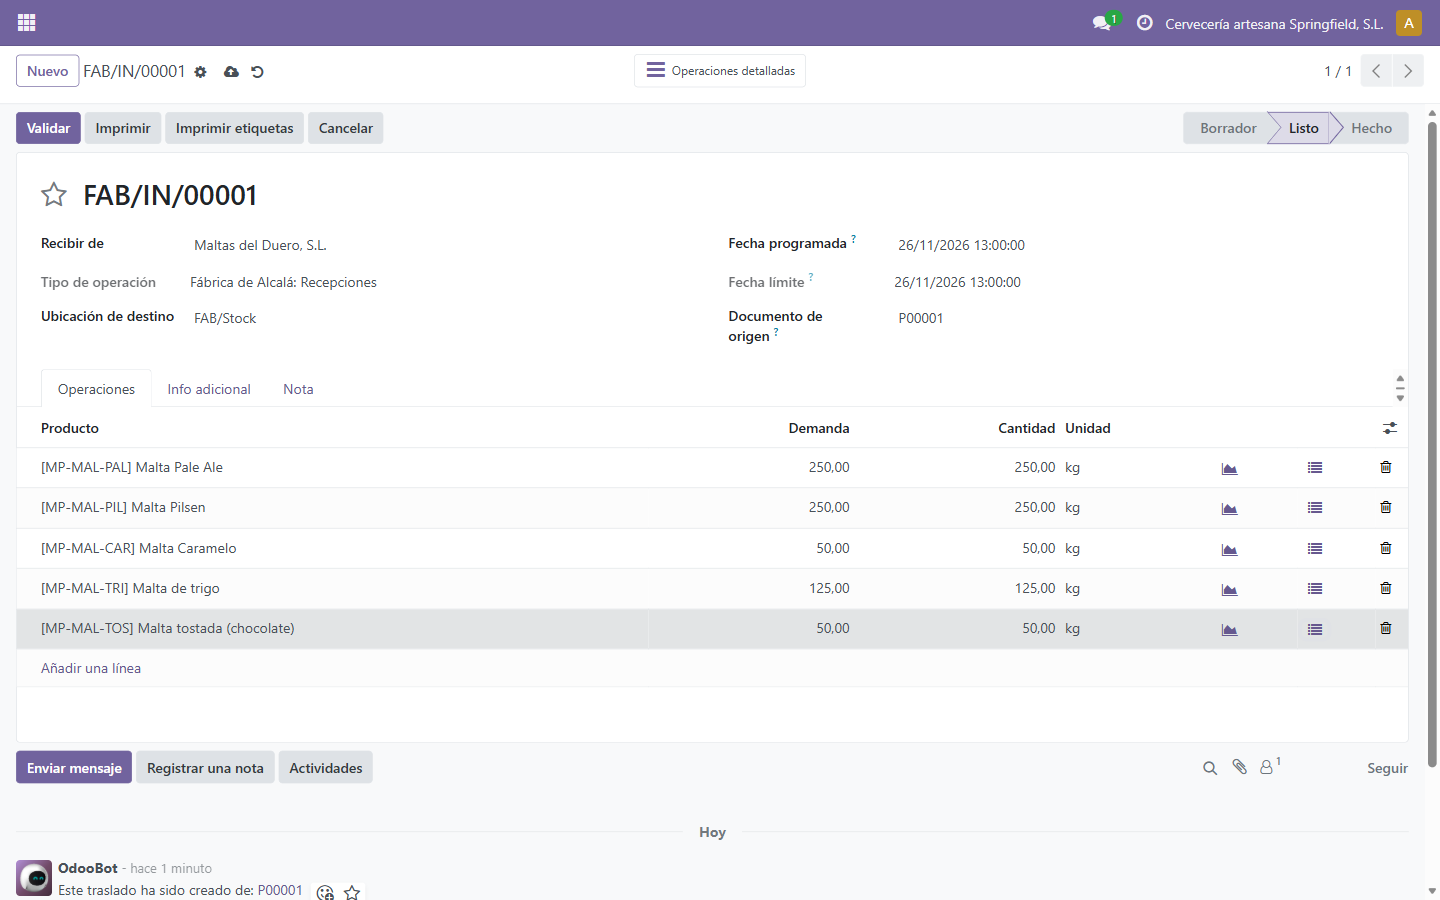 1
Cervecería artesana Springfield, S.L.
A
Nuevo
FAB/IN/00001
Operaciones detalladas
1 / 1
Validar
Imprimir
Imprimir etiquetas
Cancelar
Borrador
Listo
Hecho
FAB/IN/00001
Recibir de
Maltas del Duero, S.L.
Fecha programada ?
26/11/2026 13:00:00
Tipo de operación
Fábrica de Alcalá: Recepciones
Fecha límite ?
26/11/2026 13:00:00
Ubicación de destino
FAB/Stock
Documento de origen ?
P00001
Operaciones
Info adicional
Nota
Producto Demanda Cantidad Unidad
[MP-MAL-PAL] Malta Pale Ale 250,00 250,00 kg
[MP-MAL-PIL] Malta Pilsen 250,00 250,00 kg
[MP-MAL-CAR] Malta Caramelo 50,00 50,00 kg
[MP-MAL-TRI] Malta de trigo 125,00 125,00 kg
[MP-MAL-TOS] Malta tostada (chocolate) 50,00 50,00 kg
Añadir una línea
Enviar mensaje
Registrar una nota
Actividades
1
Seguir
Hoy
OdooBot - hace 1 minuto
Este traslado ha sido creado de: P00001